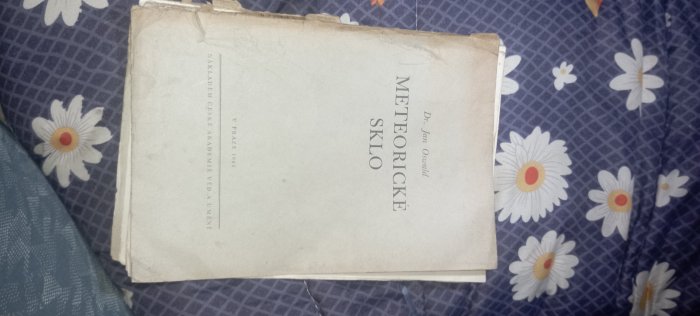 Dr. Jan Oswald
METEORICKÉ
SKLO
V PRAZE 1942
NÁKLADEM ČESKÉ AKADEMIE VĚD A UMĚNÍ